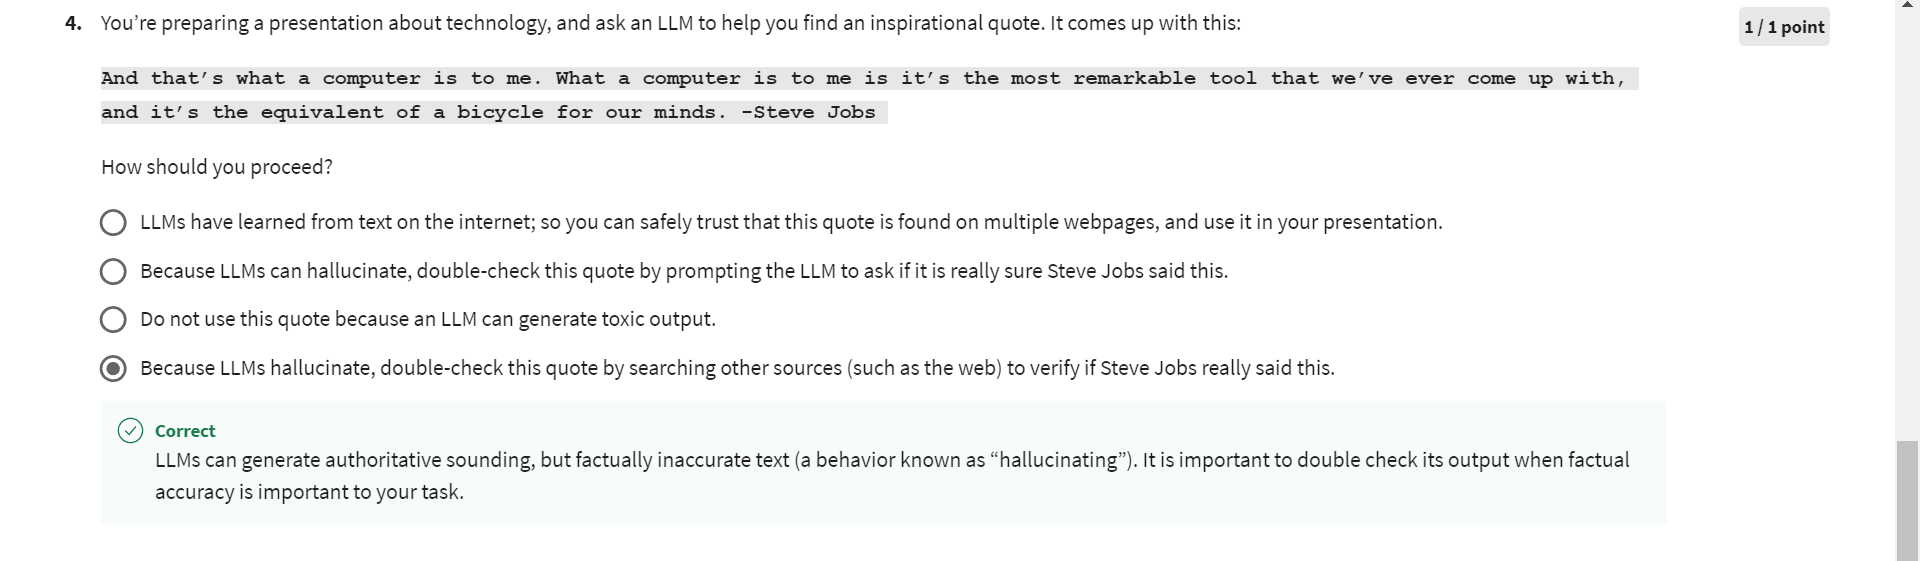 4. You’re preparing a presentation about technology, and ask an LLM to help you find an inspirational quote. It comes up with this:
1 / 1 point
And that’s what a computer is to me. What a computer is to me is it’s the most remarkable tool that we’ve ever come up with,
and it’s the equivalent of a bicycle for our minds. -Steve Jobs
How should you proceed?
LLMs have learned from text on the internet; so you can safely trust that this quote is found on multiple webpages, and use it in your presentation.
Because LLMs can hallucinate, double-check this quote by prompting the LLM to ask if it is really sure Steve Jobs said this.
Do not use this quote because an LLM can generate toxic output.
Because LLMs hallucinate, double-check this quote by searching other sources (such as the web) to verify if Steve Jobs really said this.
Correct
LLMs can generate authoritative sounding, but factually inaccurate text (a behavior known as “hallucinating”). It is important to double check its output when factual
accuracy is important to your task.